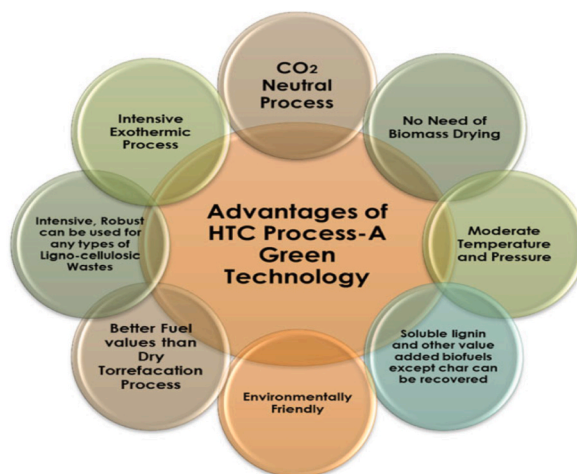 CO2
Neutral
Process
No Need of
Biomass Drying
Moderate
Temperature
and Pressure
Soluble lignin
and other value
added biofuels
except char can
be recovered
Environmentally
Friendly
Better Fuel
values than
Dry
Torrefacation
Process
Intensive, Robust
can be used for
any types of
Ligno-cellulosic
Wastes
Intensive
Exothermic
Process
Advantages of
HTC Process-A
Green
Technology